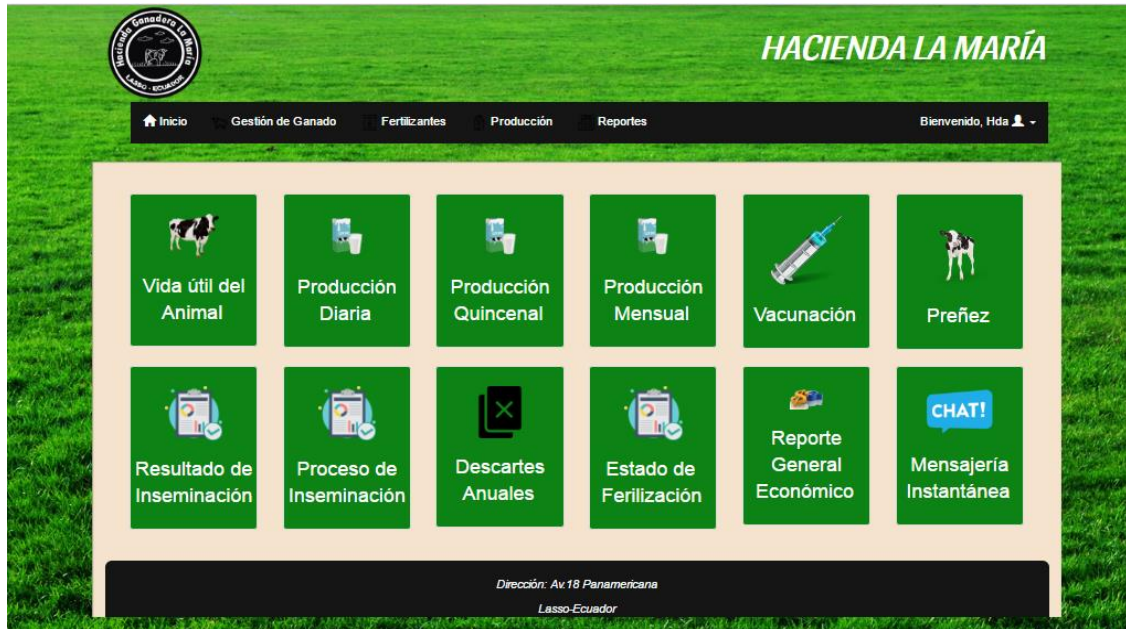 Hacienda Ganadera La María
LASSO - ECUADOR
HACIENDA LA MARÍA
Inicio Gestión de Ganado Fertilizantes Producción Reportes Bienvenido, Hda
Vida útil del
Animal
Producción
Diaria
Producción
Quincenal
Producción
Mensual
Vacunación
Preñez
Resultado de
Inseminación
Proceso de
Inseminación
Descartes
Anuales
Estado de
Ferilización
Reporte
General
Económico
CHAT!
Mensajería
Instantánea
Dirección: Av.18 Panamericana
Lasso-Ecuador